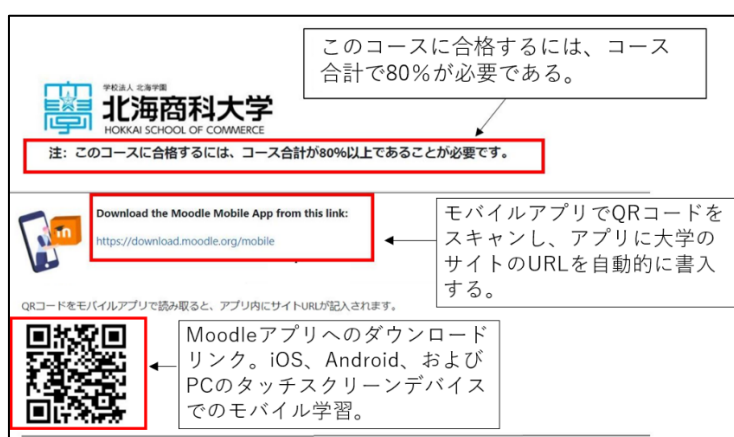 このコースに合格するには、コース
合計で80%が必要である。
学校法人 北海学園
北海商科大学
HOKKAI SCHOOL OF COMMERCE
注: このコースに合格するには、コース合計が80%以上であることが必要です。
Download the Moodle Mobile App from this link:
https://download.moodle.org/mobile
モバイルアプリでQRコードを
スキャンし、アプリに大学の
サイトのURLを自動的に書入
する。
QRコードをモバイルアプリで読み取ると、アプリ内にサイトURLが記入されます。
Moodleアプリへのダウンロード
リンク。iOS、Android、および
PCのタッチスクリーンデバイス
でのモバイル学習。